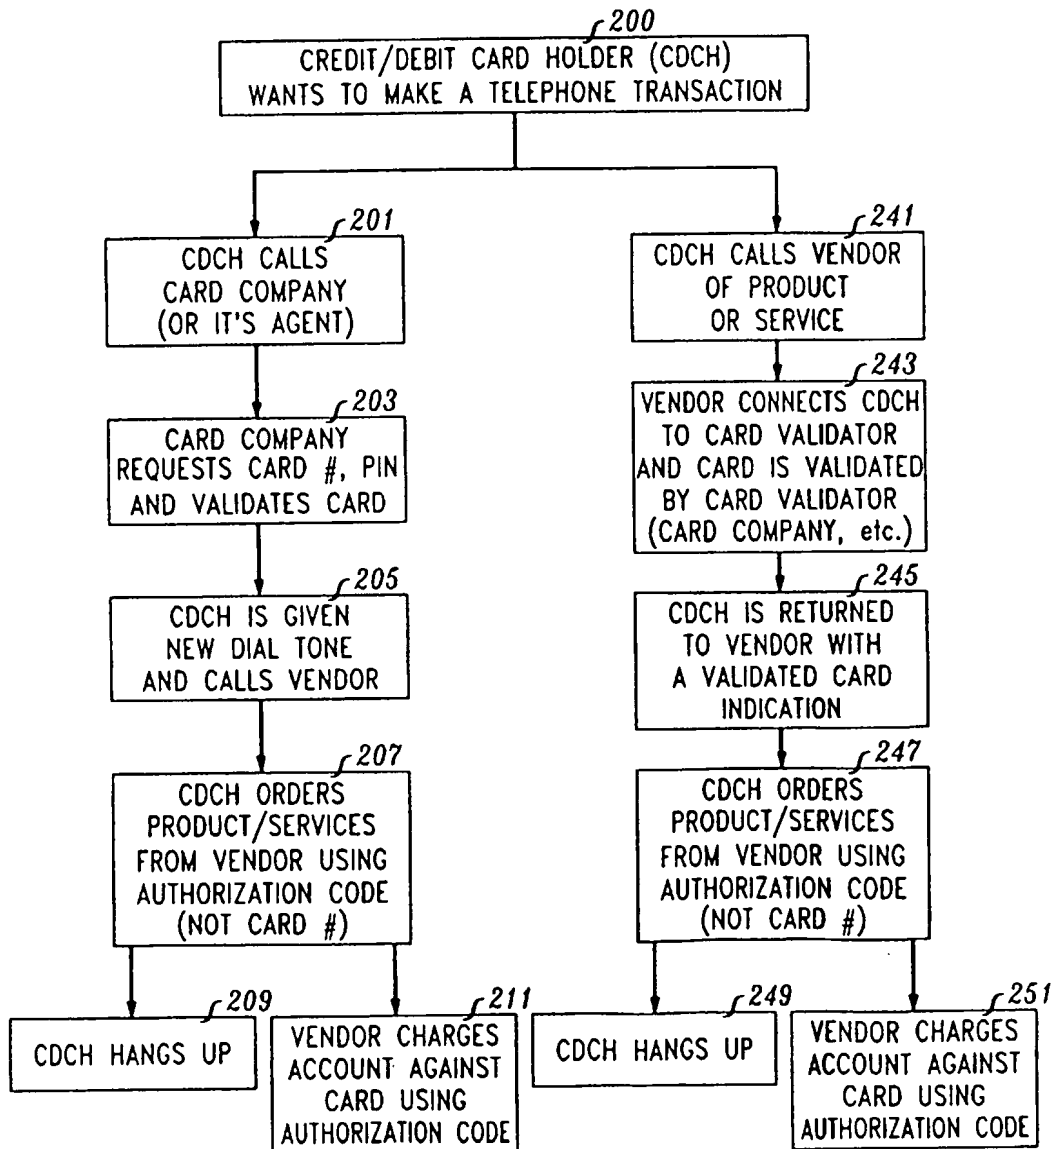 200
CREDIT/DEBIT CARD HOLDER (CDCH)
WANTS TO MAKE A TELEPHONE TRANSACTION
201
CDCH CALLS
CARD COMPANY
(OR IT'S AGENT)
203
CARD COMPANY
REQUESTS CARD #, PIN
AND VALIDATES CARD
205
CDCH IS GIVEN
NEW DIAL TONE
AND CALLS VENDOR
207
CDCH ORDERS
PRODUCT/SERVICES
FROM VENDOR USING
AUTHORIZATION CODE
(NOT CARD #)
209
CDCH HANGS UP
211
VENDOR CHARGES
ACCOUNT AGAINST
CARD USING
AUTHORIZATION CODE
241
CDCH CALLS VENDOR
OF PRODUCT
OR SERVICE
243
VENDOR CONNECTS CDCH
TO CARD VALIDATOR
AND CARD IS VALIDATED
BY CARD VALIDATOR
(CARD COMPANY, etc.)
245
CDCH IS RETURNED
TO VENDOR WITH
A VALIDATED CARD
INDICATION
247
CDCH ORDERS
PRODUCT/SERVICES
FROM VENDOR USING
AUTHORIZATION CODE
(NOT CARD #)
249
CDCH HANGS UP
251
VENDOR CHARGES
ACCOUNT AGAINST
CARD USING
AUTHORIZATION CODE